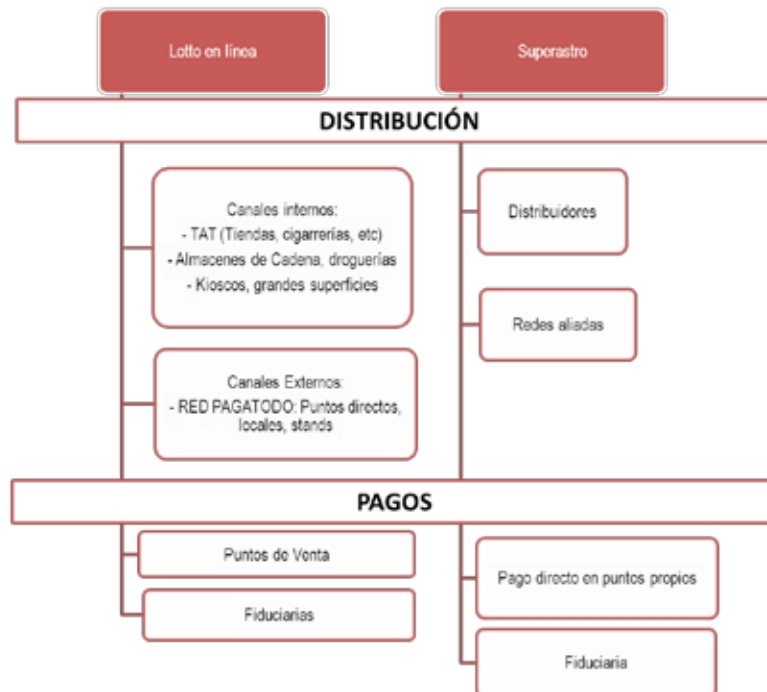 Lotto en línea
Superastro
DISTRIBUCIÓN
Canales internos:
- TAT (Tiendas, cigarrerías, etc)
- Almacenes de Cadena, droguerías
- Kioscos, grandes superficies
Canales Externos:
- RED PAGATODO: Puntos directos,
locales, stands
Distribuidores
Redes aliadas
PAGOS
Puntos de Venta
Fiduciarias
Pago directo en puntos propios
Fiduciaria